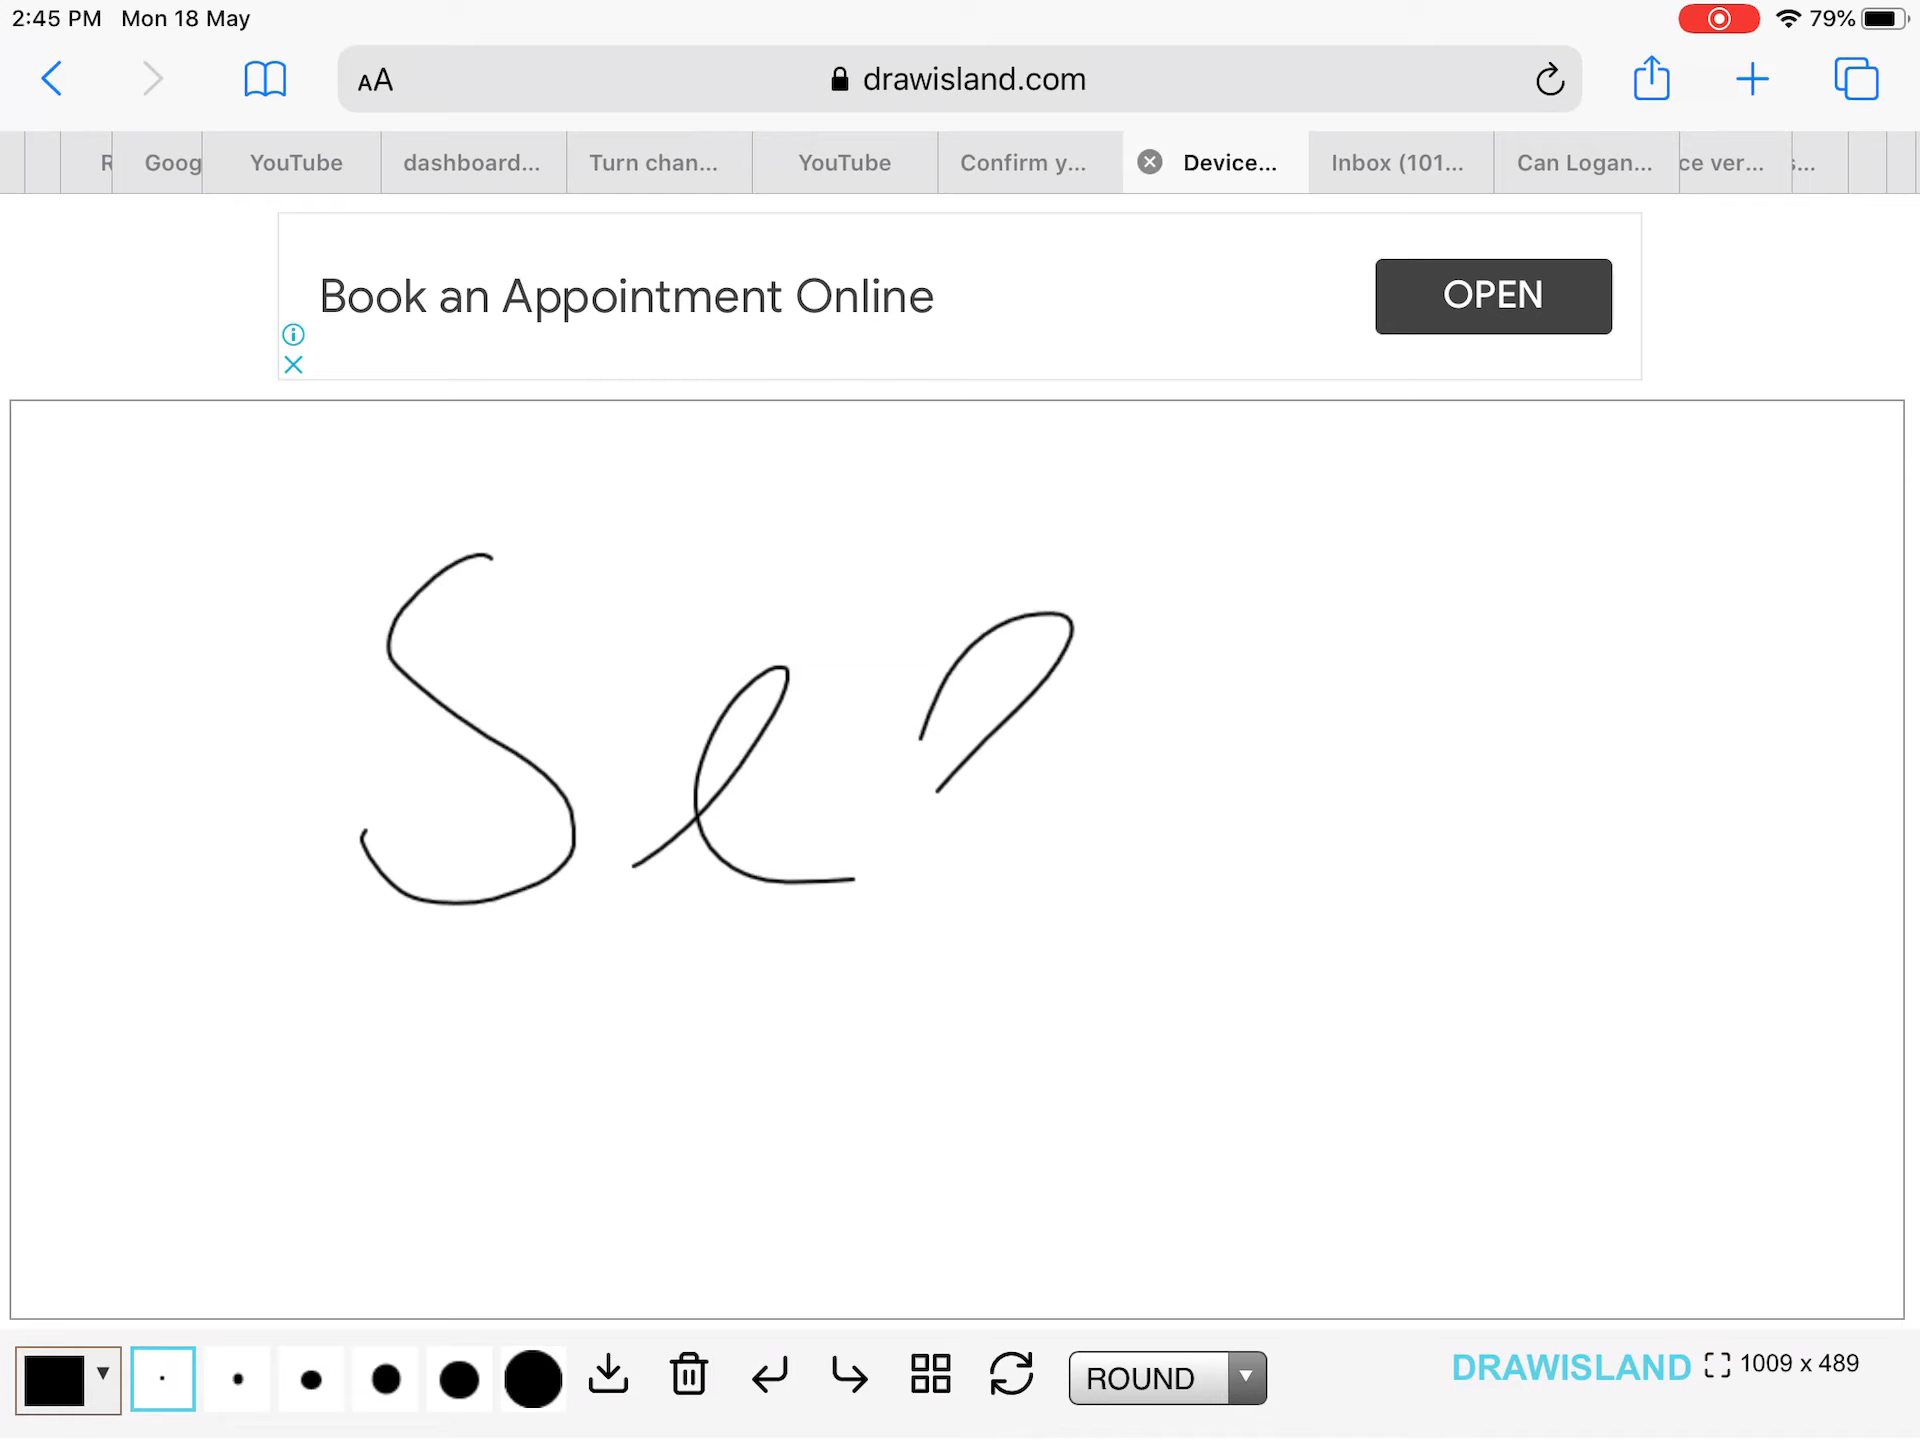 2:45 PM Mon 18 May 79%
AA drawisland.com
R Goog YouTube dashboard... Turn chan... YouTube Confirm y... Device... Inbox (101... Can Logan... ce ver... s...
Book an Appointment Online OPEN
Se
ROUND DRAWISLAND 1009 x 489